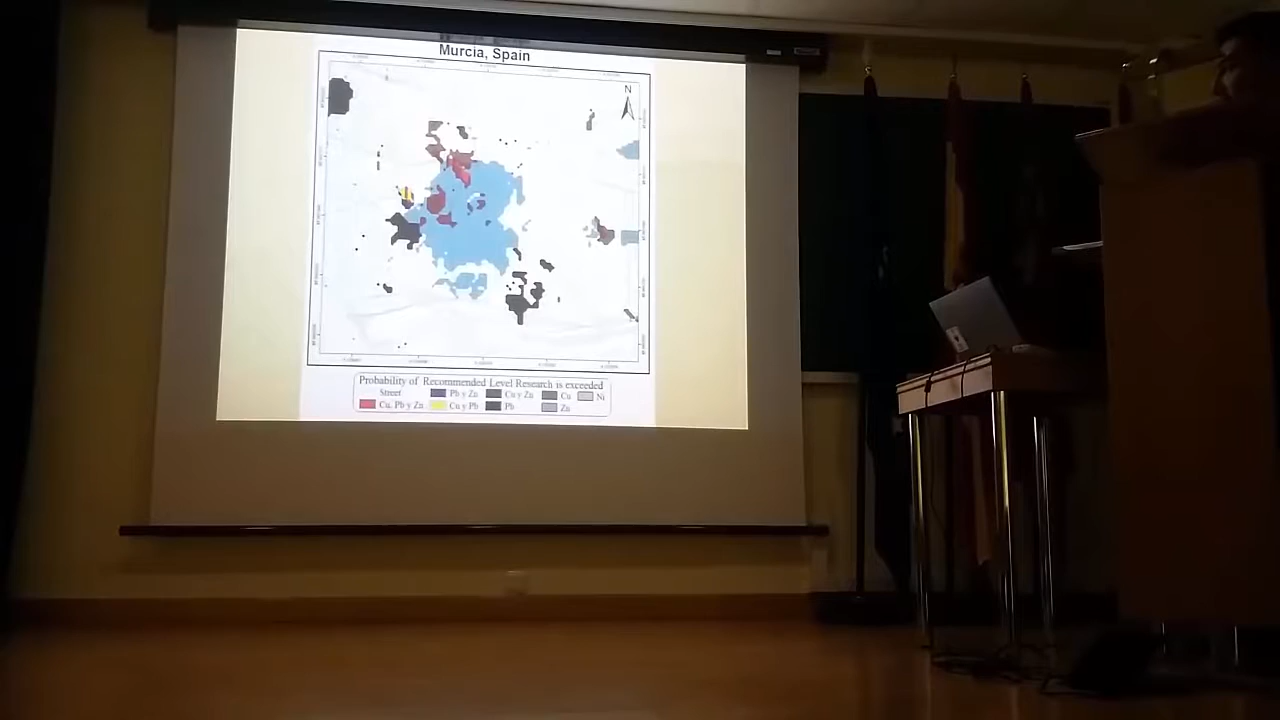 Murcia, Spain
N
Probability of Recommended Level Research is exceeded
Street Pb y Zn Cu y Zn Cu Ni
Cu, Pb y Zn Cu y Pb Pb Zn